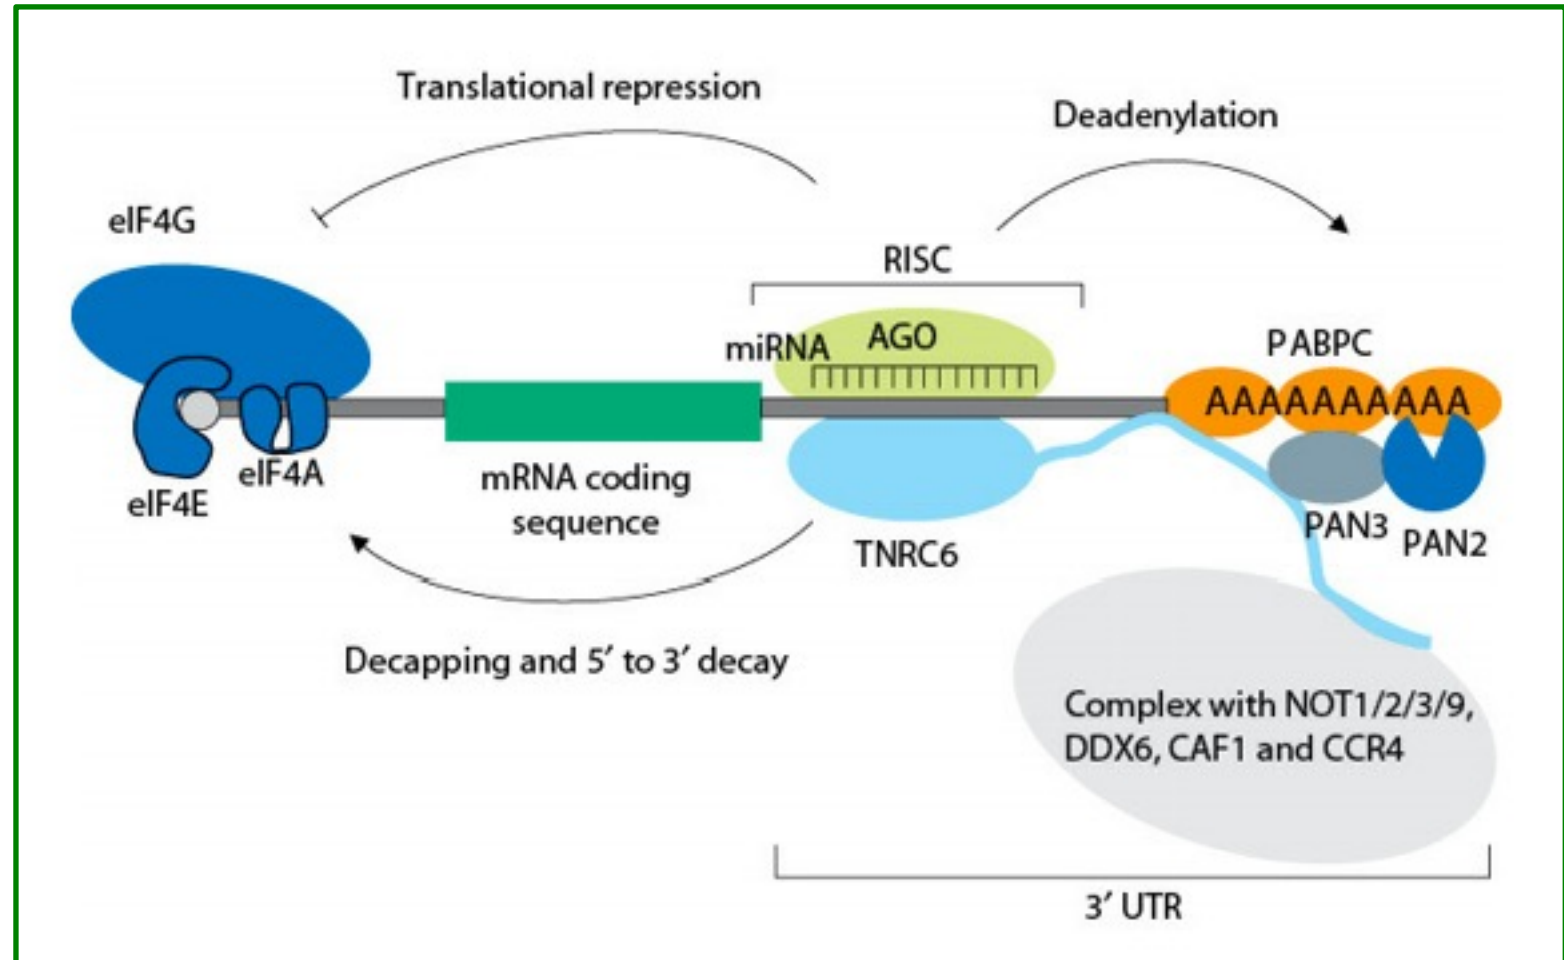 Translational repression
Deadenylation
eIF4G
RISC
miRNA
AGO
PABPC
AAAAAAAAAA
eIF4A
eIF4E
mRNA coding
sequence
TNRC6
PAN3
PAN2
Decapping and 5′ to 3′ decay
Complex with NOT1/2/3/9,
DDX6, CAF1 and CCR4
3′ UTR